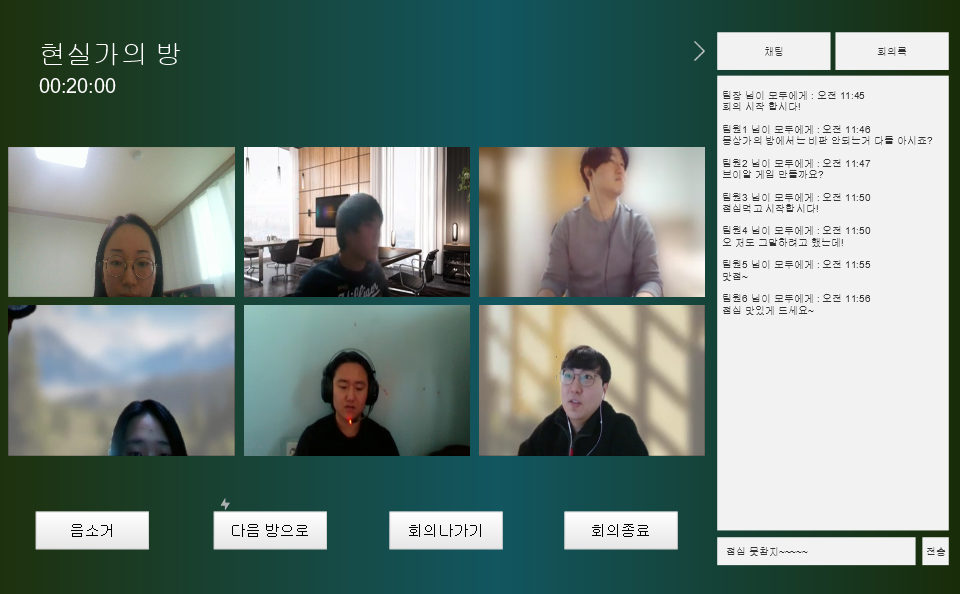 현실가의 방
00:20:00
채팅
회의록
팀장 님이 모두에게 : 오전 11:45
회의 시작 합시다!
팀원1 님이 모두에게 : 오전 11:46
몽상가의 방에서는 비판 안되는거 다들 아시죠?
팀원2 님이 모두에게 : 오전 11:47
브이알 게임 만들까요?
팀원3 님이 모두에게 : 오전 11:50
점심먹고 시작합시다!
팀원4 님이 모두에게 : 오전 11:50
오 저도 그말하려고 했는데!
팀원5 님이 모두에게 : 오전 11:55
맛점~
팀원6 님이 모두에게 : 오전 11:56
점심 맛있게 드세요~
Hilfiger
음소거
다음 방으로
회의나가기
회의종료
점심 뭇참지~~~~~
전송